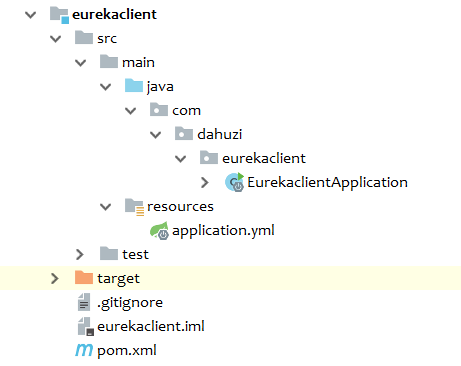 eurekaclient
src
main
java
com
dahuzi
eurekaclient
EurekaclientApplication
resources
application.yml
test
target
.gitignore
eurekaclient.iml
pom.xml